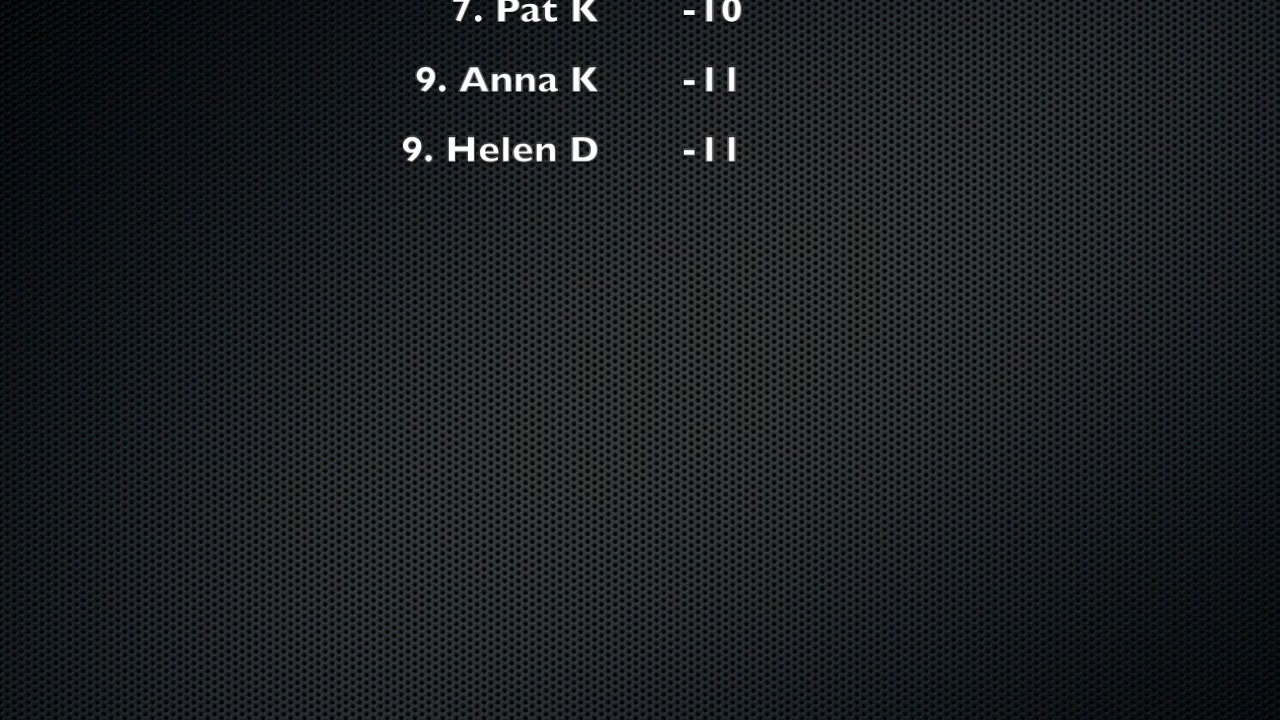 7. Pat K -10
9. Anna K -11
9. Helen D -11